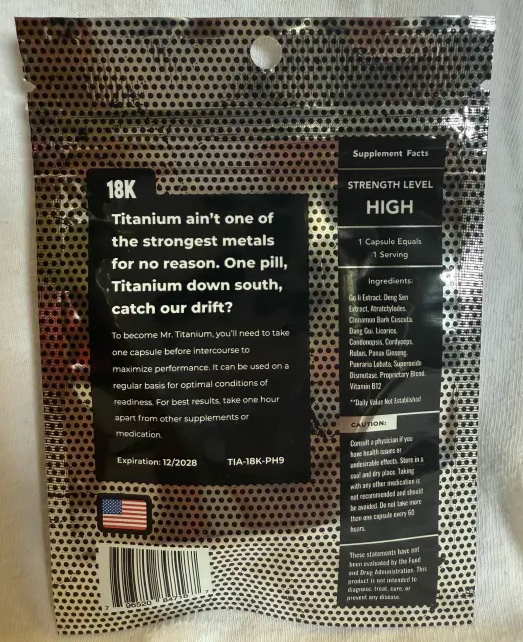 18K
Titanium ain't one of
the strongest metals
for no reason. One pill,
Titanium down south,
catch our drift?
To become Mr. Titanium, you'll need to take
one capsule before intercourse to
maximize performance. It can be used on a
regular basis for optimal conditions of
readiness. For best results, take one hour
apart from other supplements or
medication.
Expiration: 12/2028 TIA-18K-PH9
Supplement Facts
STRENGTH LEVEL
HIGH
1 Capsule Equals
1 Serving
Ingredients:
Go Ji Extract, Deng Sen
Extract, Atratctylodes,
Cinnamon Bark Cuscuta,
Dang Gui, Licorice,
Condonopsis, Cordyceps,
Rubus, Panax Ginseng,
Pueraria Lobata, Superoxide
Dismutase. Proprietary Blend.
Vitamin B12
**Daily Value Not Established
CAUTION:
Consult a physician if you
have health issues or
undesirable effects. Store in a
cool and dry place. Taking
with any other medication is
not recommended and should
be avoided. Do not take more
than one capsule every 60
hours.
These statements have not
been evaluated by the Food
and Drug Administration. This
product is not intended to
diagnose, treat, cure, or
prevent any disease.